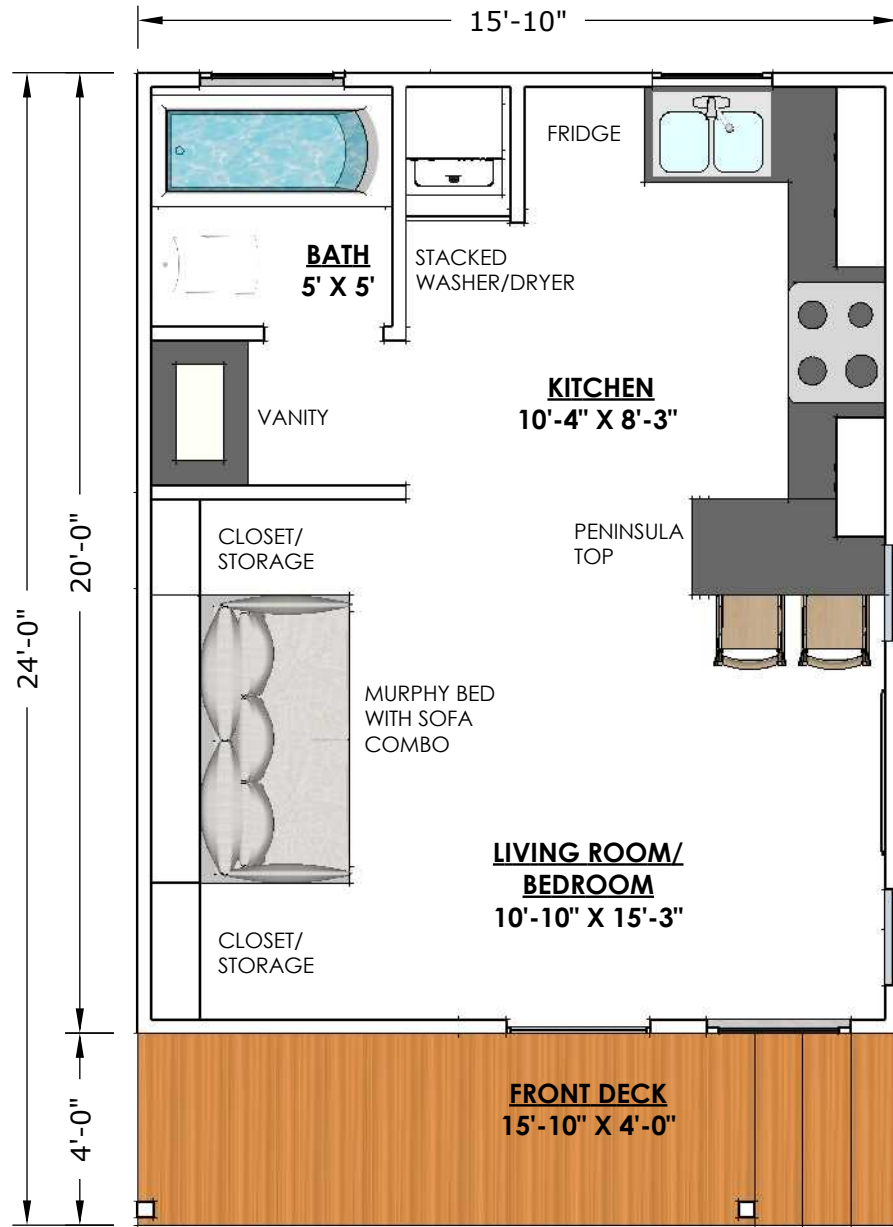 15'-10"
FRIDGE
BATH
5' X 5'
STACKED
WASHER/DRYER
KITCHEN
10'-4" X 8'-3"
VANITY
CLOSET/
STORAGE
PENINSULA
TOP
20'-0"
24'-0"
MURPHY BED
WITH SOFA
COMBO
LIVING ROOM/
BEDROOM
10'-10" X 15'-3"
CLOSET/
STORAGE
FRONT DECK
15'-10" X 4'-0"
4'-0"